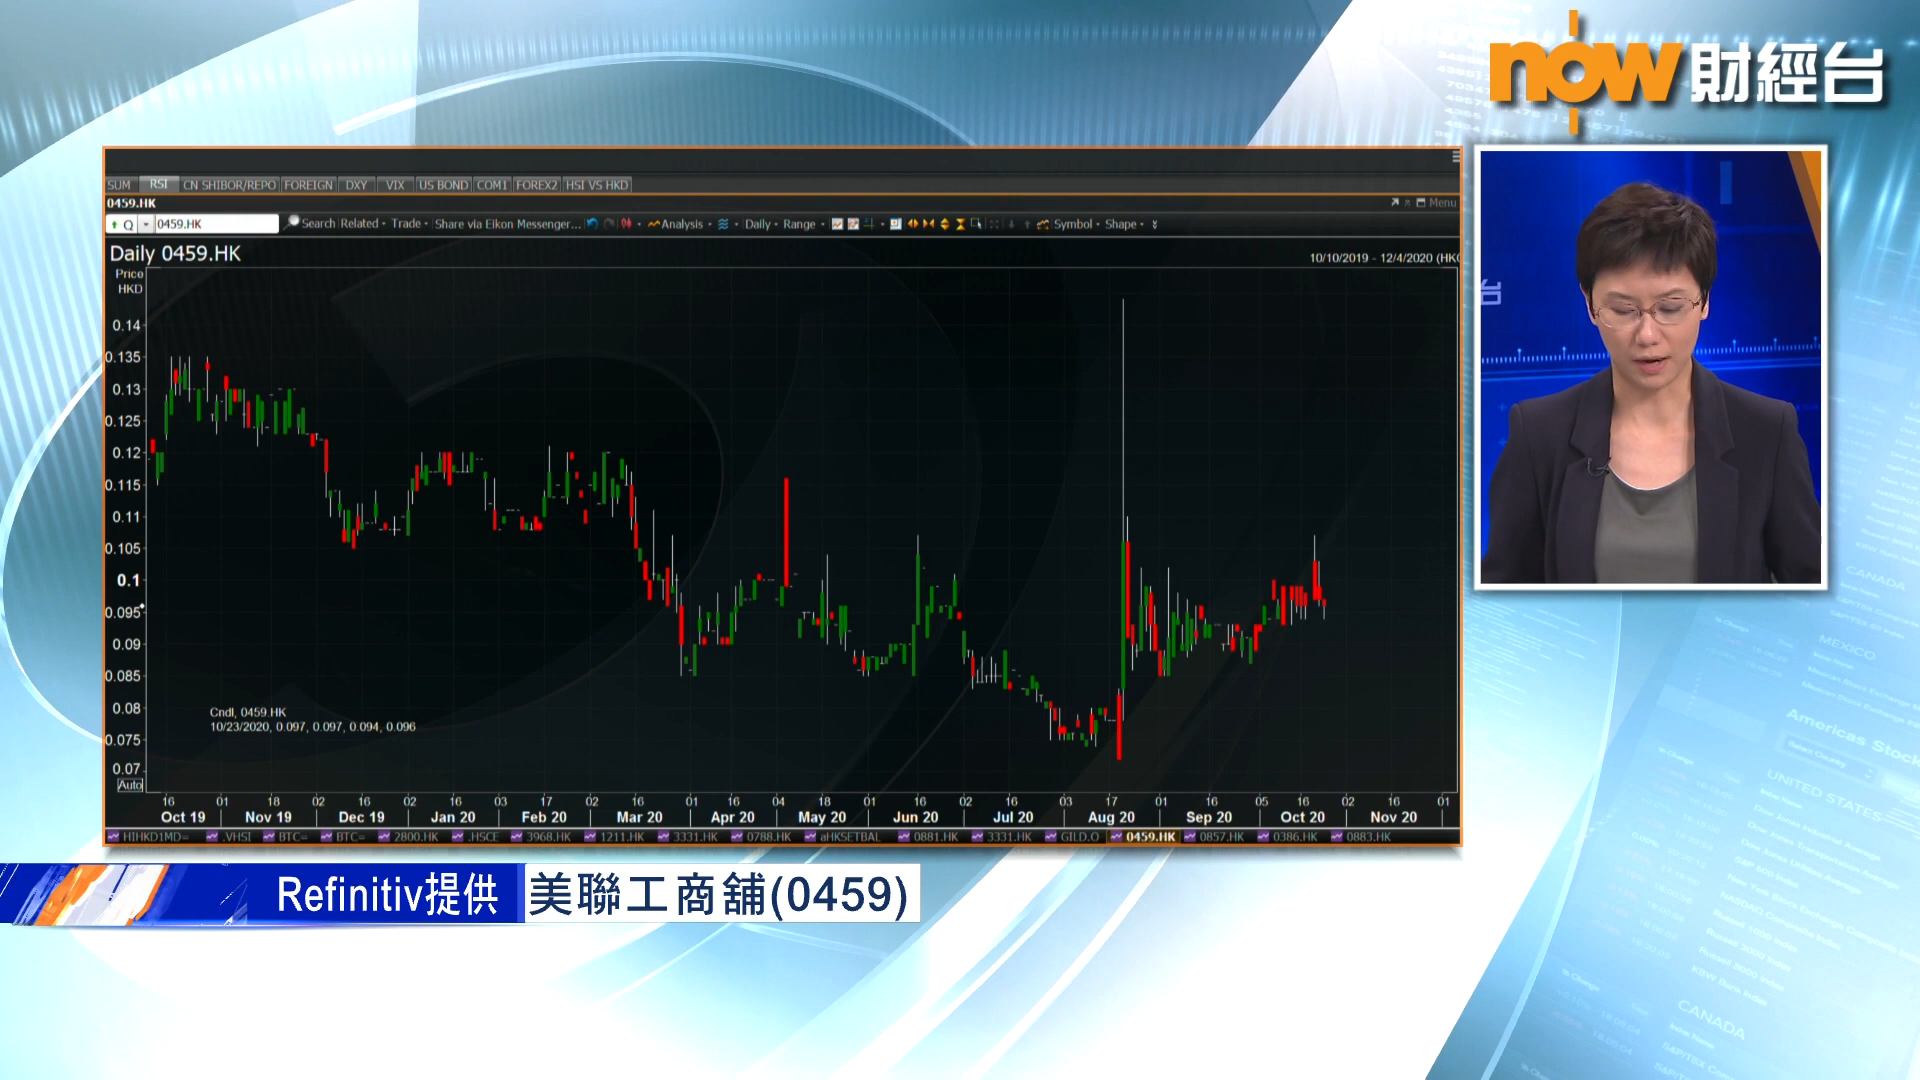 now 財經台
SUM RSI CN SHIBOR/REPO FOREIGN DXY VIX US BOND COM1 FOREX2 HSI VS HKD
0459.HK
Menu
Q 0459.HK Search Related Trade Share via Eikon Messenger... Analysis Daily Range Symbol Shape
Daily 0459.HK
10/10/2019 - 12/4/2020 (HK
Price
HKD
0.14
0.135
0.13
0.125
0.12
0.115
0.11
0.105
0.1
0.095
0.09
0.085
0.08
0.075
0.07
Auto
Cndl, 0459.HK
10/23/2020, 0.097, 0.097, 0.094, 0.096
16 01 18 02 16 02 16 03 17 02 16 01 16 04 18 01 16 02 16 03 17 01 16 05 16 02 16 01
Oct 19 Nov 19 Dec 19 Jan 20 Feb 20 Mar 20 Apr 20 May 20 Jun 20 Jul 20 Aug 20 Sep 20 Oct 20 Nov 20
HIHKD1MD= .VHSI BTC= BTC= 2800.HK .HSCE 3968.HK 1211.HK 3331.HK 0788.HK aHKSETBAL 0881.HK 3331.HK GILD.O 0459.HK 0857.HK 0386.HK 0883.HK
台
Refinitiv提供 美聯工商舖(0459)
CANADA
MEXICO
Americas Stock
UNITED STATES
CANADA